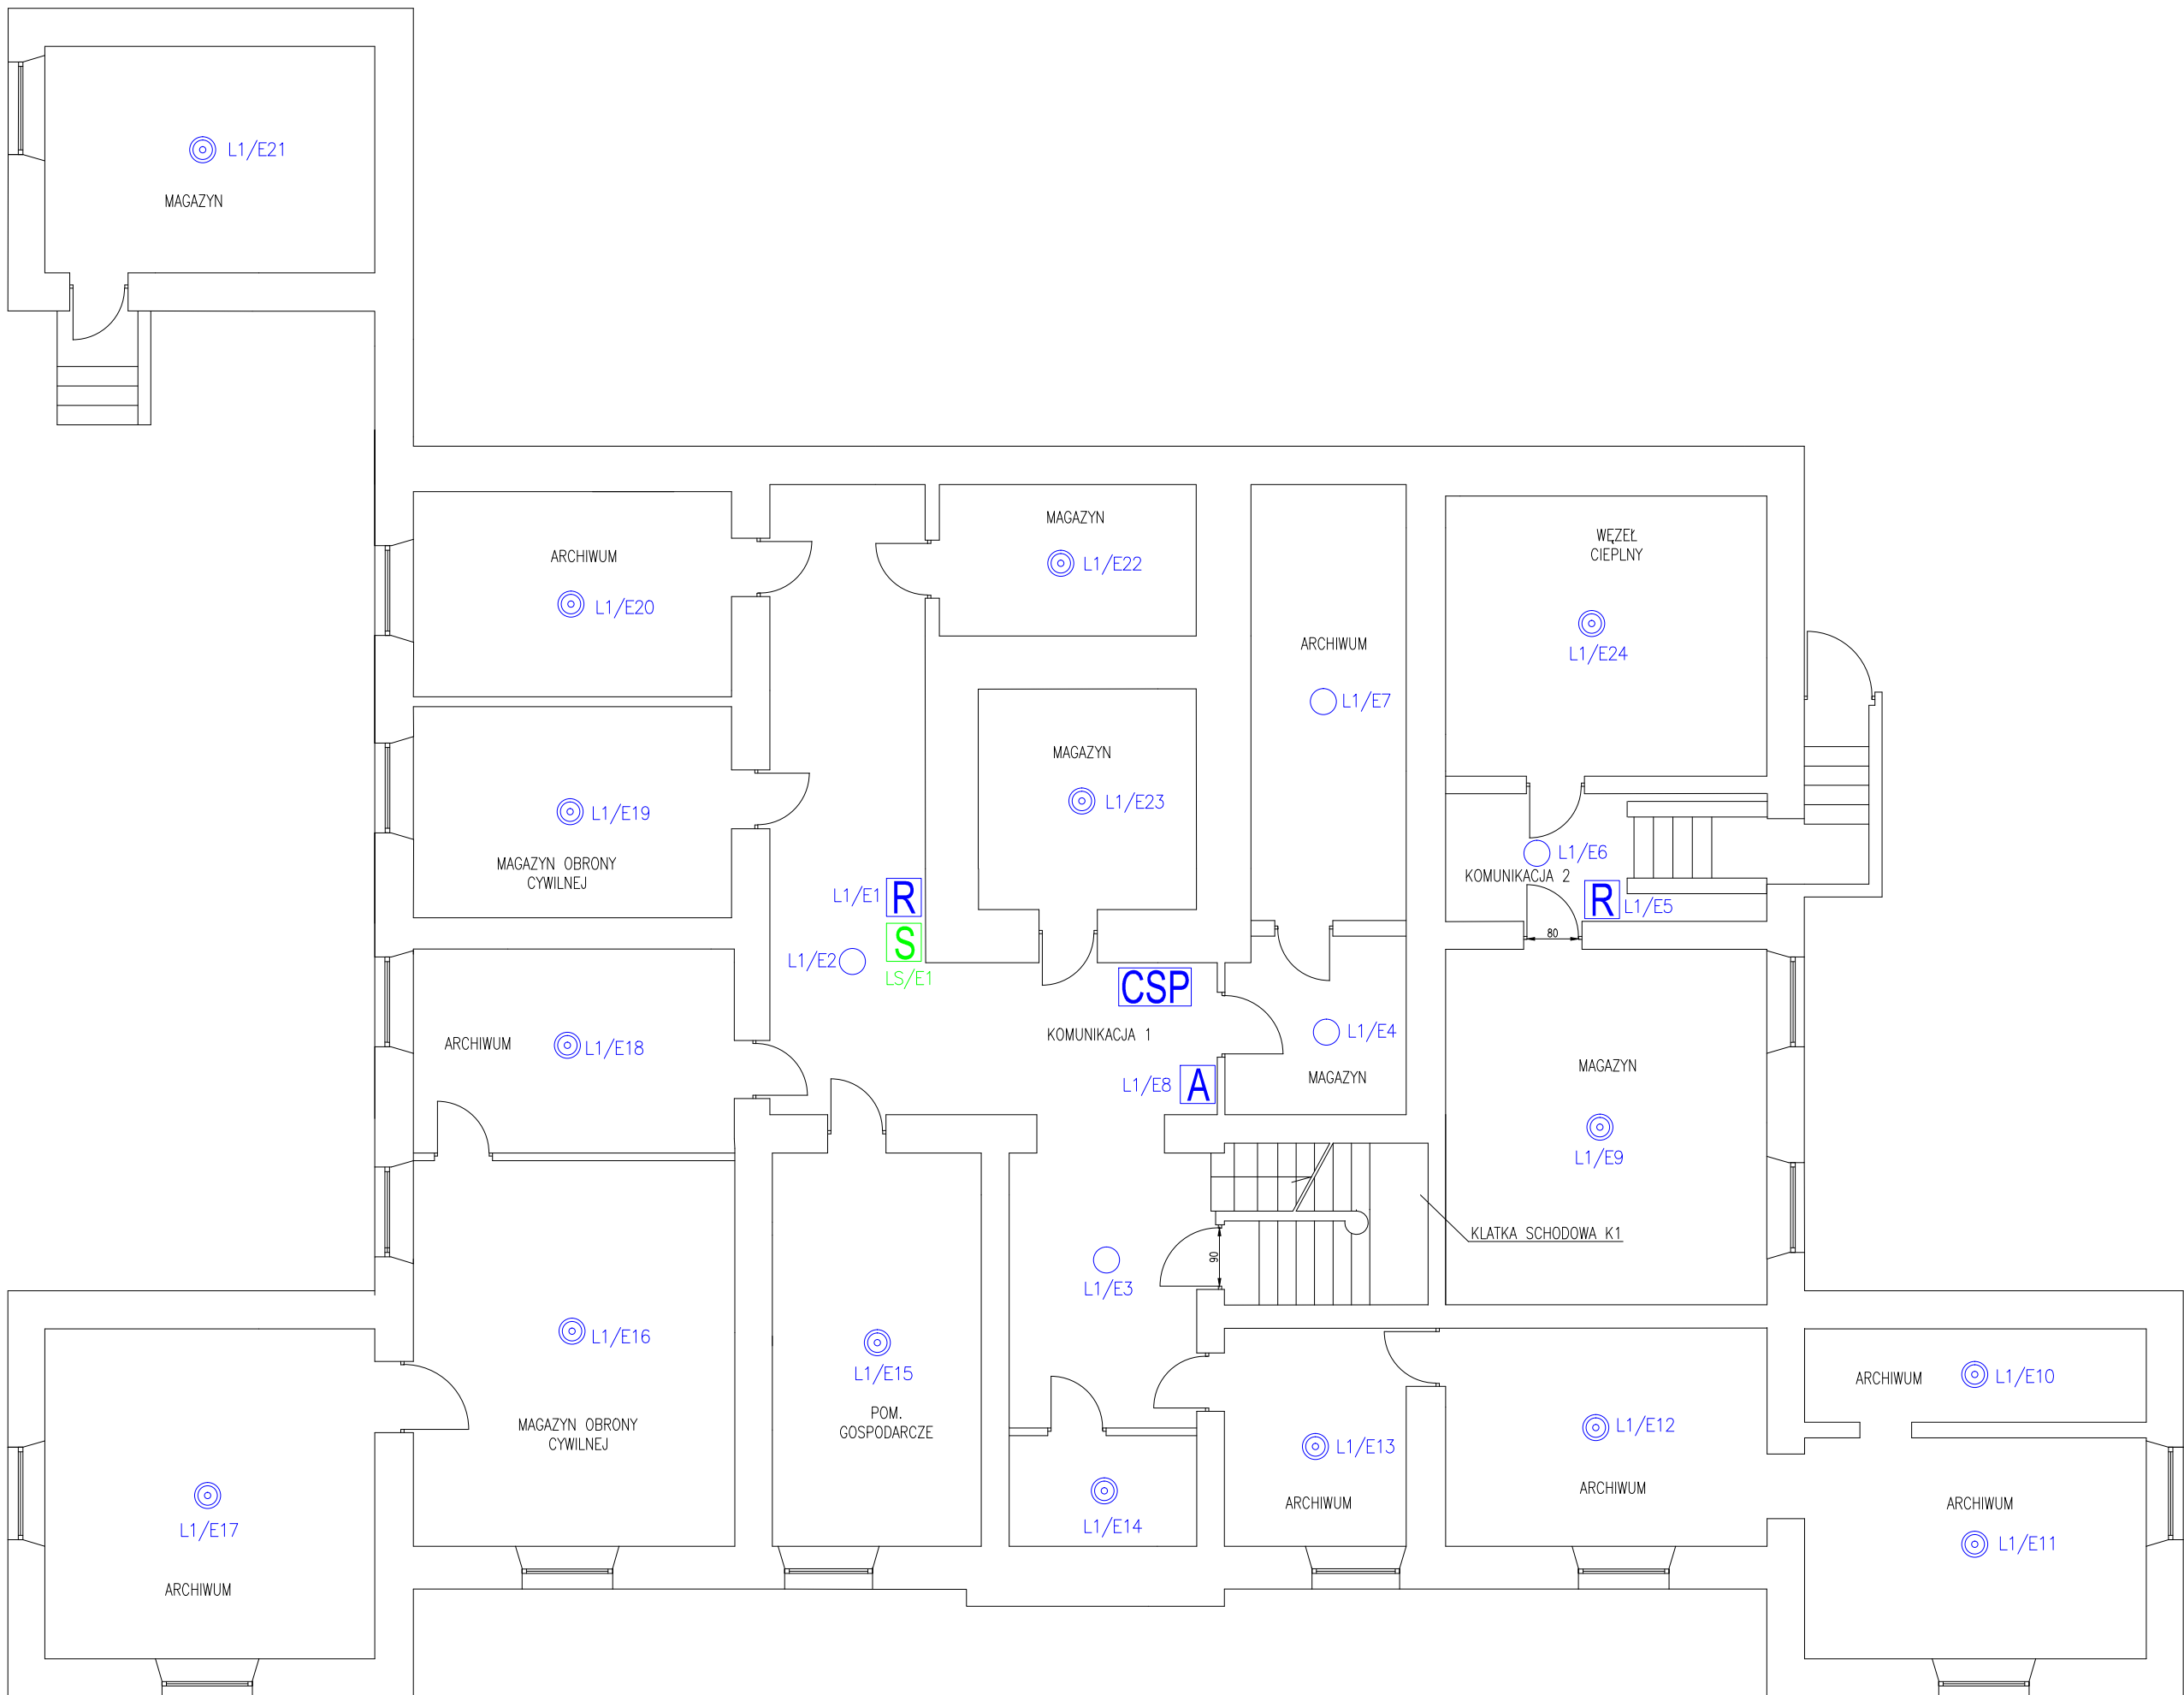 L1/E21
MAGAZYN
MAGAZYN
L1/E22
ARCHIWUM
L1/E20
WĘZEŁ
CIEPLNY
L1/E24
ARCHIWUM
L1/E7
MAGAZYN
L1/E23
L1/E19
MAGAZYN OBRONY
CYWILNEJ
L1/E6
KOMUNIKACJA 2
R
L1/E5
80
L1/E1
R
S
LS/E1
L1/E2
CSP
KOMUNIKACJA 1
L1/E4
MAGAZYN
L1/E8
A
ARCHIWUM
L1/E18
MAGAZYN
L1/E9
KLATKA SCHODOWA K1
90
L1/E3
L1/E16
MAGAZYN OBRONY
CYWILNEJ
L1/E15
POM.
GOSPODARCZE
ARCHIWUM
L1/E10
L1/E12
ARCHIWUM
L1/E13
ARCHIWUM
L1/E14
L1/E17
ARCHIWUM
ARCHIWUM
L1/E11